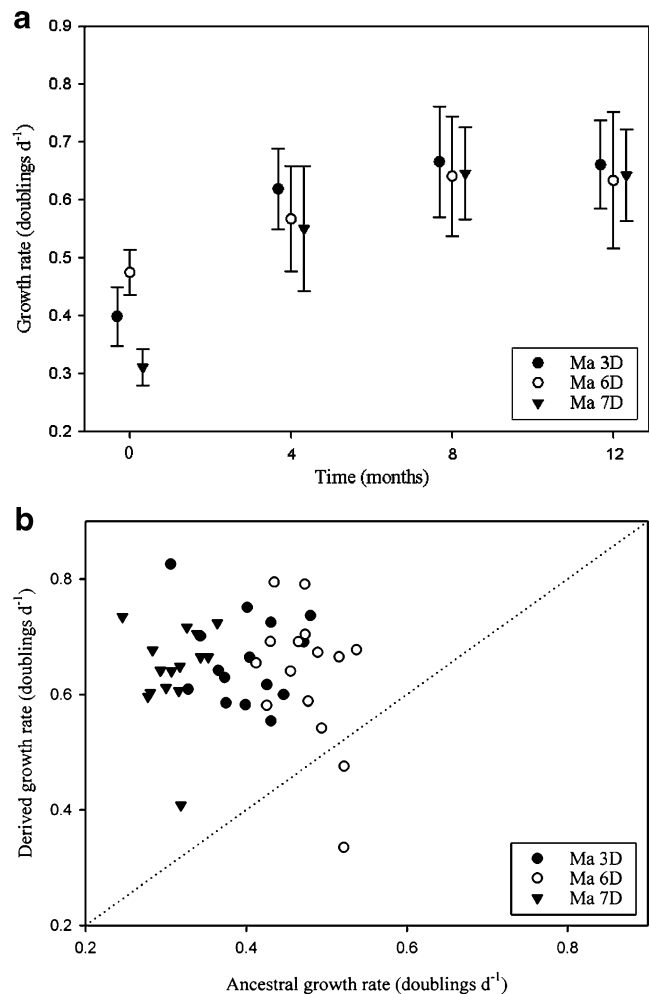 a
0.9
0.8
0.7
0.6
0.5
0.4
0.3
0.2
Growth rate (doublings d⁻¹)
Ma 3D
Ma 6D
Ma 7D
0 4 8 12
Time (months)
b
0.8
0.6
0.4
0.2
Derived growth rate (doublings d⁻¹)
Ma 3D
Ma 6D
Ma 7D
0.2 0.4 0.6 0.8
Ancestral growth rate (doublings d⁻¹)